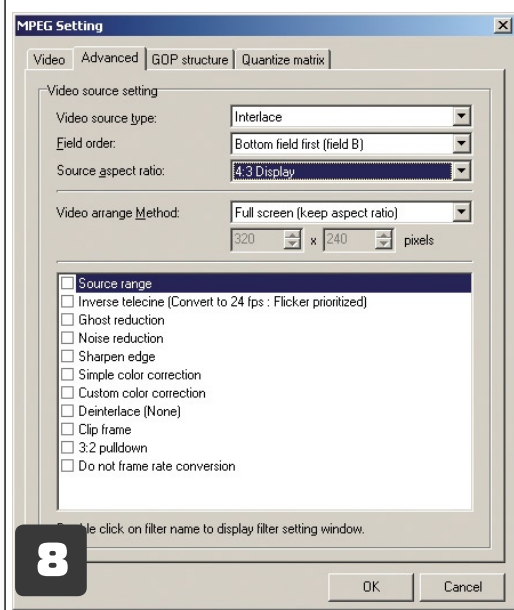 MPEG Setting
Video Advanced GOP structure Quantize matrix
Video source setting
Video source type: Interlace
Field order: Bottom field first (field B)
Source aspect ratio: 4:3 Display
Video arrange Method: Full screen (keep aspect ratio)
320 x 240 pixels
Source range
Inverse telecine (Convert to 24 fps : Flicker prioritized)
Ghost reduction
Noise reduction
Sharpen edge
Simple color correction
Custom color correction
Deinterlace (None)
Clip frame
3:2 pulldown
Do not frame rate conversion
click on filter name to display filter setting window.
8
OK Cancel